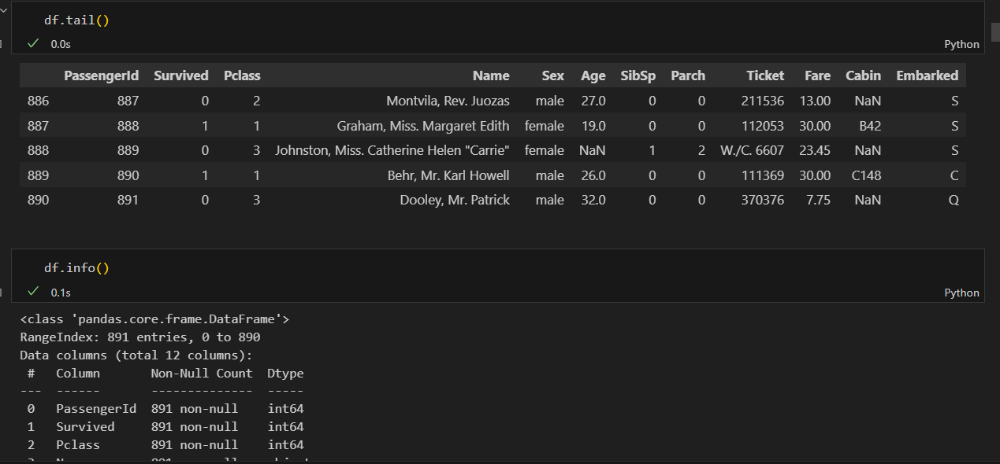 df.tail()
0.0s
Python
PassengerId Survived Pclass Name Sex Age SibSp Parch Ticket Fare Cabin Embarked
886 887 0 2 Montvila, Rev. Juozas male 27.0 0 0 211536 13.00 NaN S
887 888 1 1 Graham, Miss. Margaret Edith female 19.0 0 0 112053 30.00 B42 S
888 889 0 3 Johnston, Miss. Catherine Helen "Carrie" female NaN 1 2 W./C. 6607 23.45 NaN S
889 890 1 1 Behr, Mr. Karl Howell male 26.0 0 0 111369 30.00 C148 C
890 891 0 3 Dooley, Mr. Patrick male 32.0 0 0 370376 7.75 NaN Q
df.info()
0.1s
Python
<class 'pandas.core.frame.DataFrame'>
RangeIndex: 891 entries, 0 to 890
Data columns (total 12 columns):
# Column Non-Null Count Dtype
--- ------ -------------- -----
0 PassengerId 891 non-null int64
1 Survived 891 non-null int64
2 Pclass 891 non-null int64